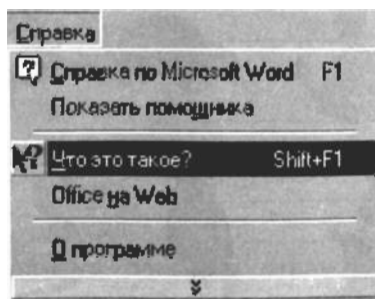 Справка
Справка по Microsoft Word F1
Показать помощника
Что это такое? Shift+F1
Office на Web
О программе